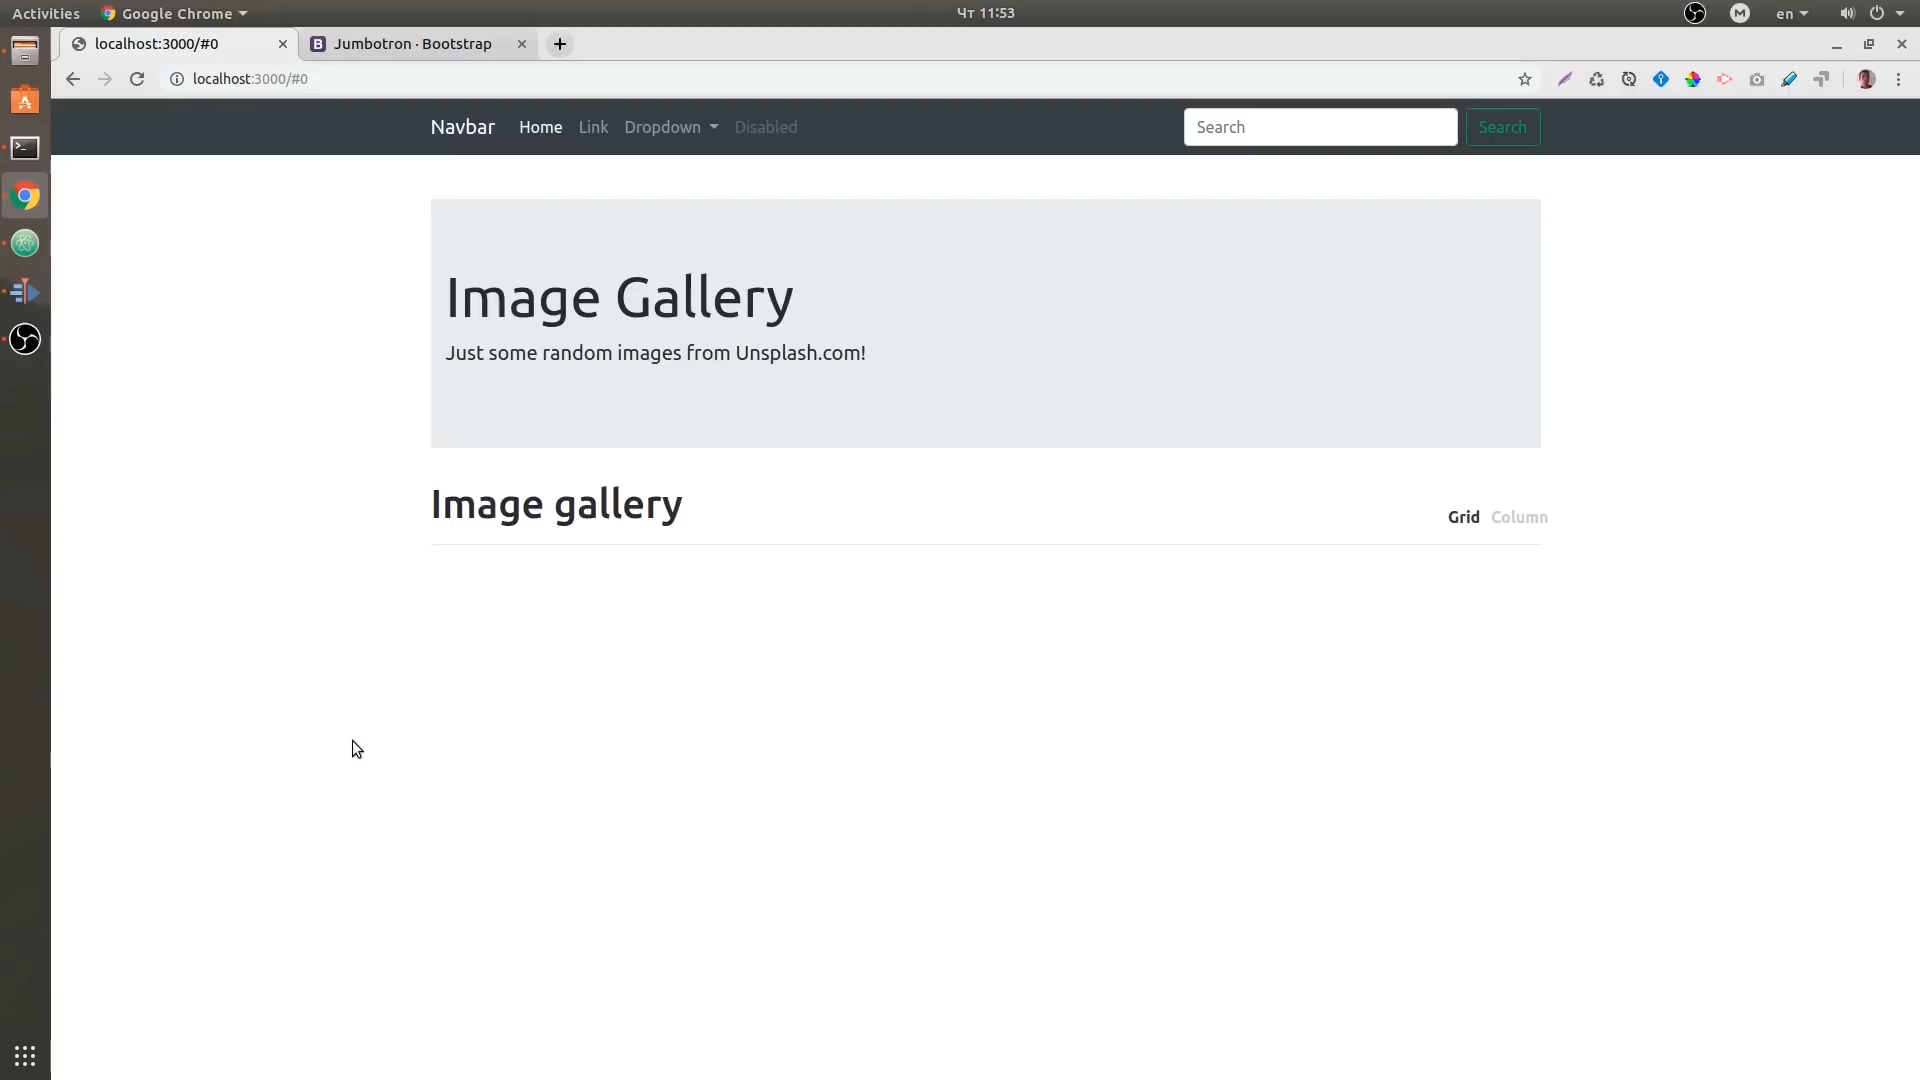 Activities Google Chrome Чт 11:53 en
localhost:3000/#0 Jumbotron · Bootstrap
localhost:3000/#0
Navbar Home Link Dropdown Disabled Search Search
Image Gallery
Just some random images from Unsplash.com!
Image gallery
Grid Column